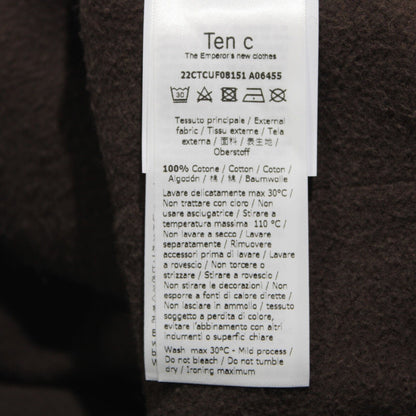 Ten c
The Emperor's new clothes
22CTCUF08151 A06455
30
Tessuto principale / External
fabric / Tissu externe / Tela
externa / 面料 / 表生地 /
Oberstoff
100% Cotone / Cotton / Coton /
Algodón / 棉 / 綿 / Baumwolle
Lavare delicatamente max 30°C / Non
Non trattare con cloro / Non
usare asciugatrice / Stirare a
temperatura massima 110 °C /
Non lavare a secco / Lavare
separatamente / Rimuovere
accessori prima di lavare / Lavare
a rovescio / Non torcere o
strizzare / Stirare a rovescio /
Non stirare le decorazioni / Non
esporre a fonti di calore dirette /
Non lasciare in ammollo / tessuto
soggetto a perdita di colore,
evitare l'abbinamento con altri
indumenti o superfic chiare
Wash max 30°C - Mild process /
Do not bleach / Do not tumble
dry / Ironing maximum